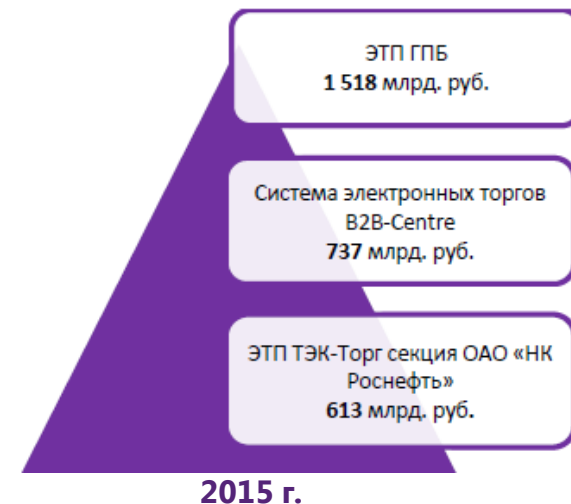 ЭТП ГПБ
1 518 млрд. руб.
Система электронных торгов
B2B-Centre
737 млрд. руб.
ЭТП ТЭК-Торг секция ОАО «НК
Роснефть»
613 млрд. руб.
2015 г.